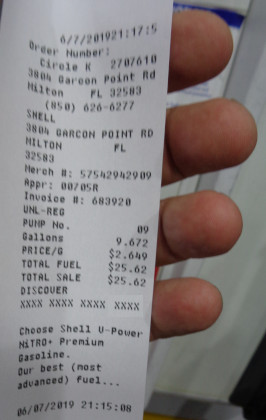 6/7/201921:17:5
Order Number:
Circle K 2707610
3804 Garcon Point Rd
Milton FL 32583
(850) 626-6277
SHELL
3804 GARCON POINT RD
MILTON FL
32583
Merch #: 57542942909
Appr: 00705R
Invoice #: 683920
UNL-REG
PUMP No. 09
Gallons 9.672
PRICE/G $2.649
TOTAL FUEL $25.62
TOTAL SALE $25.62
DISCOVER
XXXX XXXX XXXX XXXX
Choose Shell V-Power
NiTRO+ Premium
Gasoline.
Our best (most
advanced) fuel...
06/07/2019 21:15:08